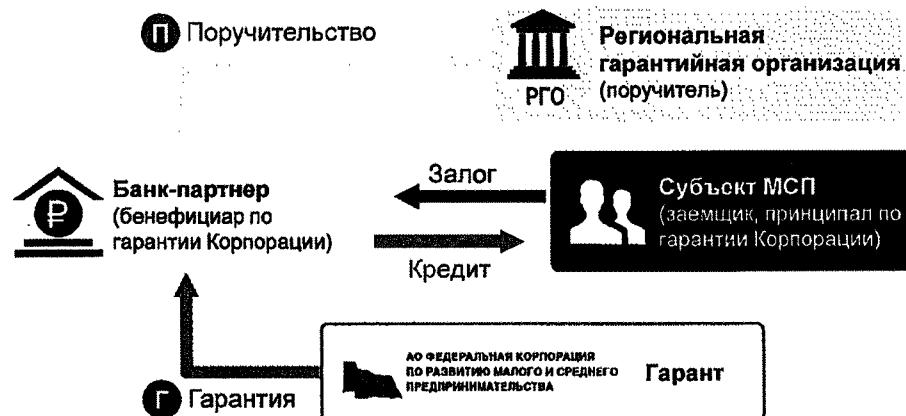 П Поручительство
Региональная
гарантийная организация
(поручитель)
РГО
Залог
₽
Банк-партнер
(бенефициар по
гарантии Корпорации)
Субъект МСП
(заемщик, принципал по
гарантии Корпорации)
Кредит
АО ФЕДЕРАЛЬНАЯ КОРПОРАЦИЯ
ПО РАЗВИТИЮ МАЛОГО И СРЕДНЕГО
ПРЕДПРИНИМАТЕЛЬСТВА
Гарант
Г Гарантия